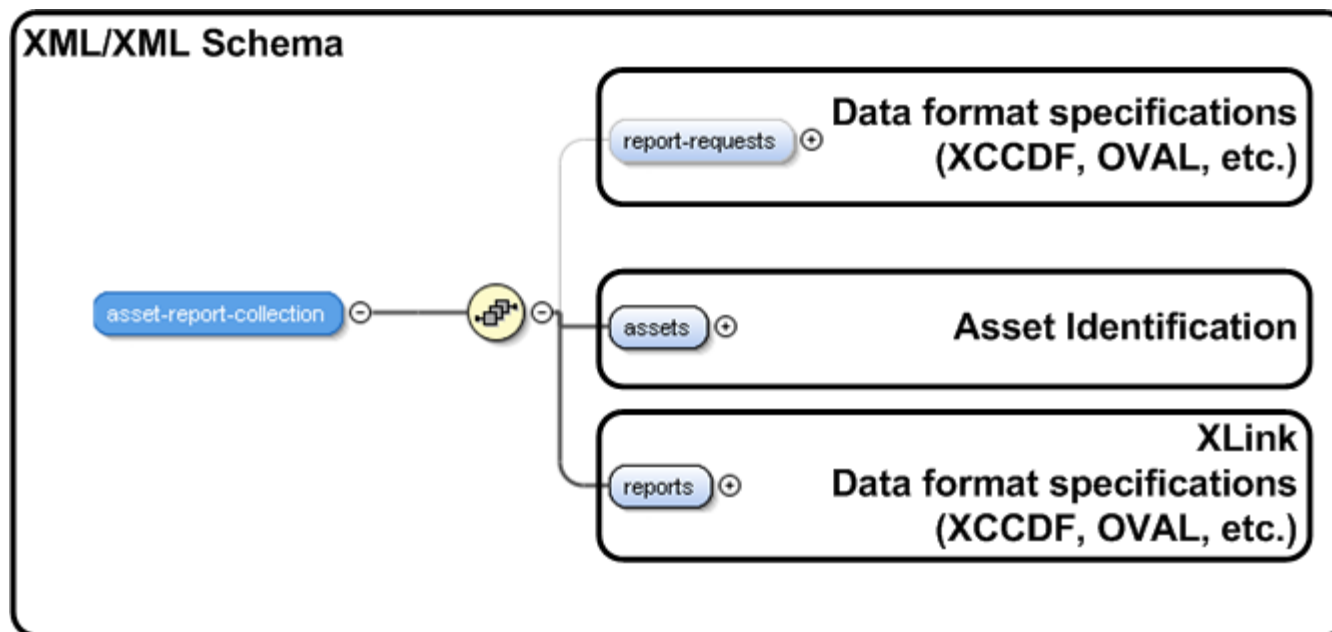 XML/XML Schema
report-requests
Data format specifications
(XCCDF, OVAL, etc.)
asset-report-collection
assets
Asset Identification
reports
XLink
Data format specifications
(XCCDF, OVAL, etc.)